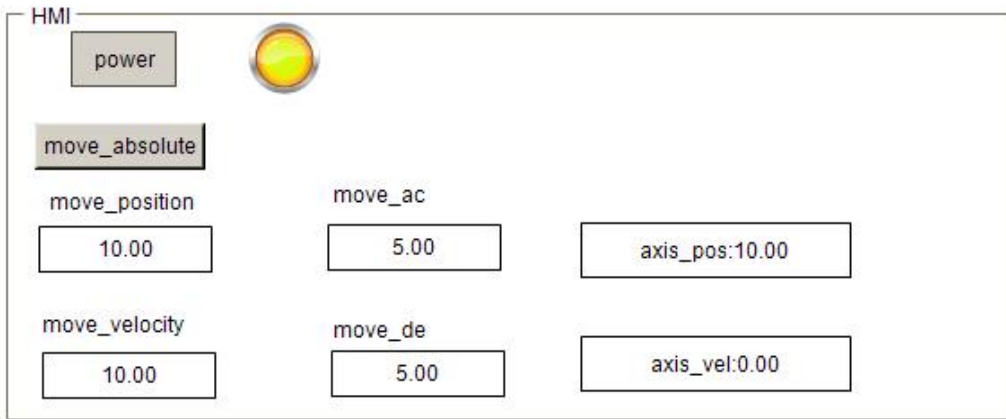 HMI
power
move_absolute
move_position
move_ac
10.00
5.00
axis_pos:10.00
move_velocity
move_de
10.00
5.00
axis_vel:0.00